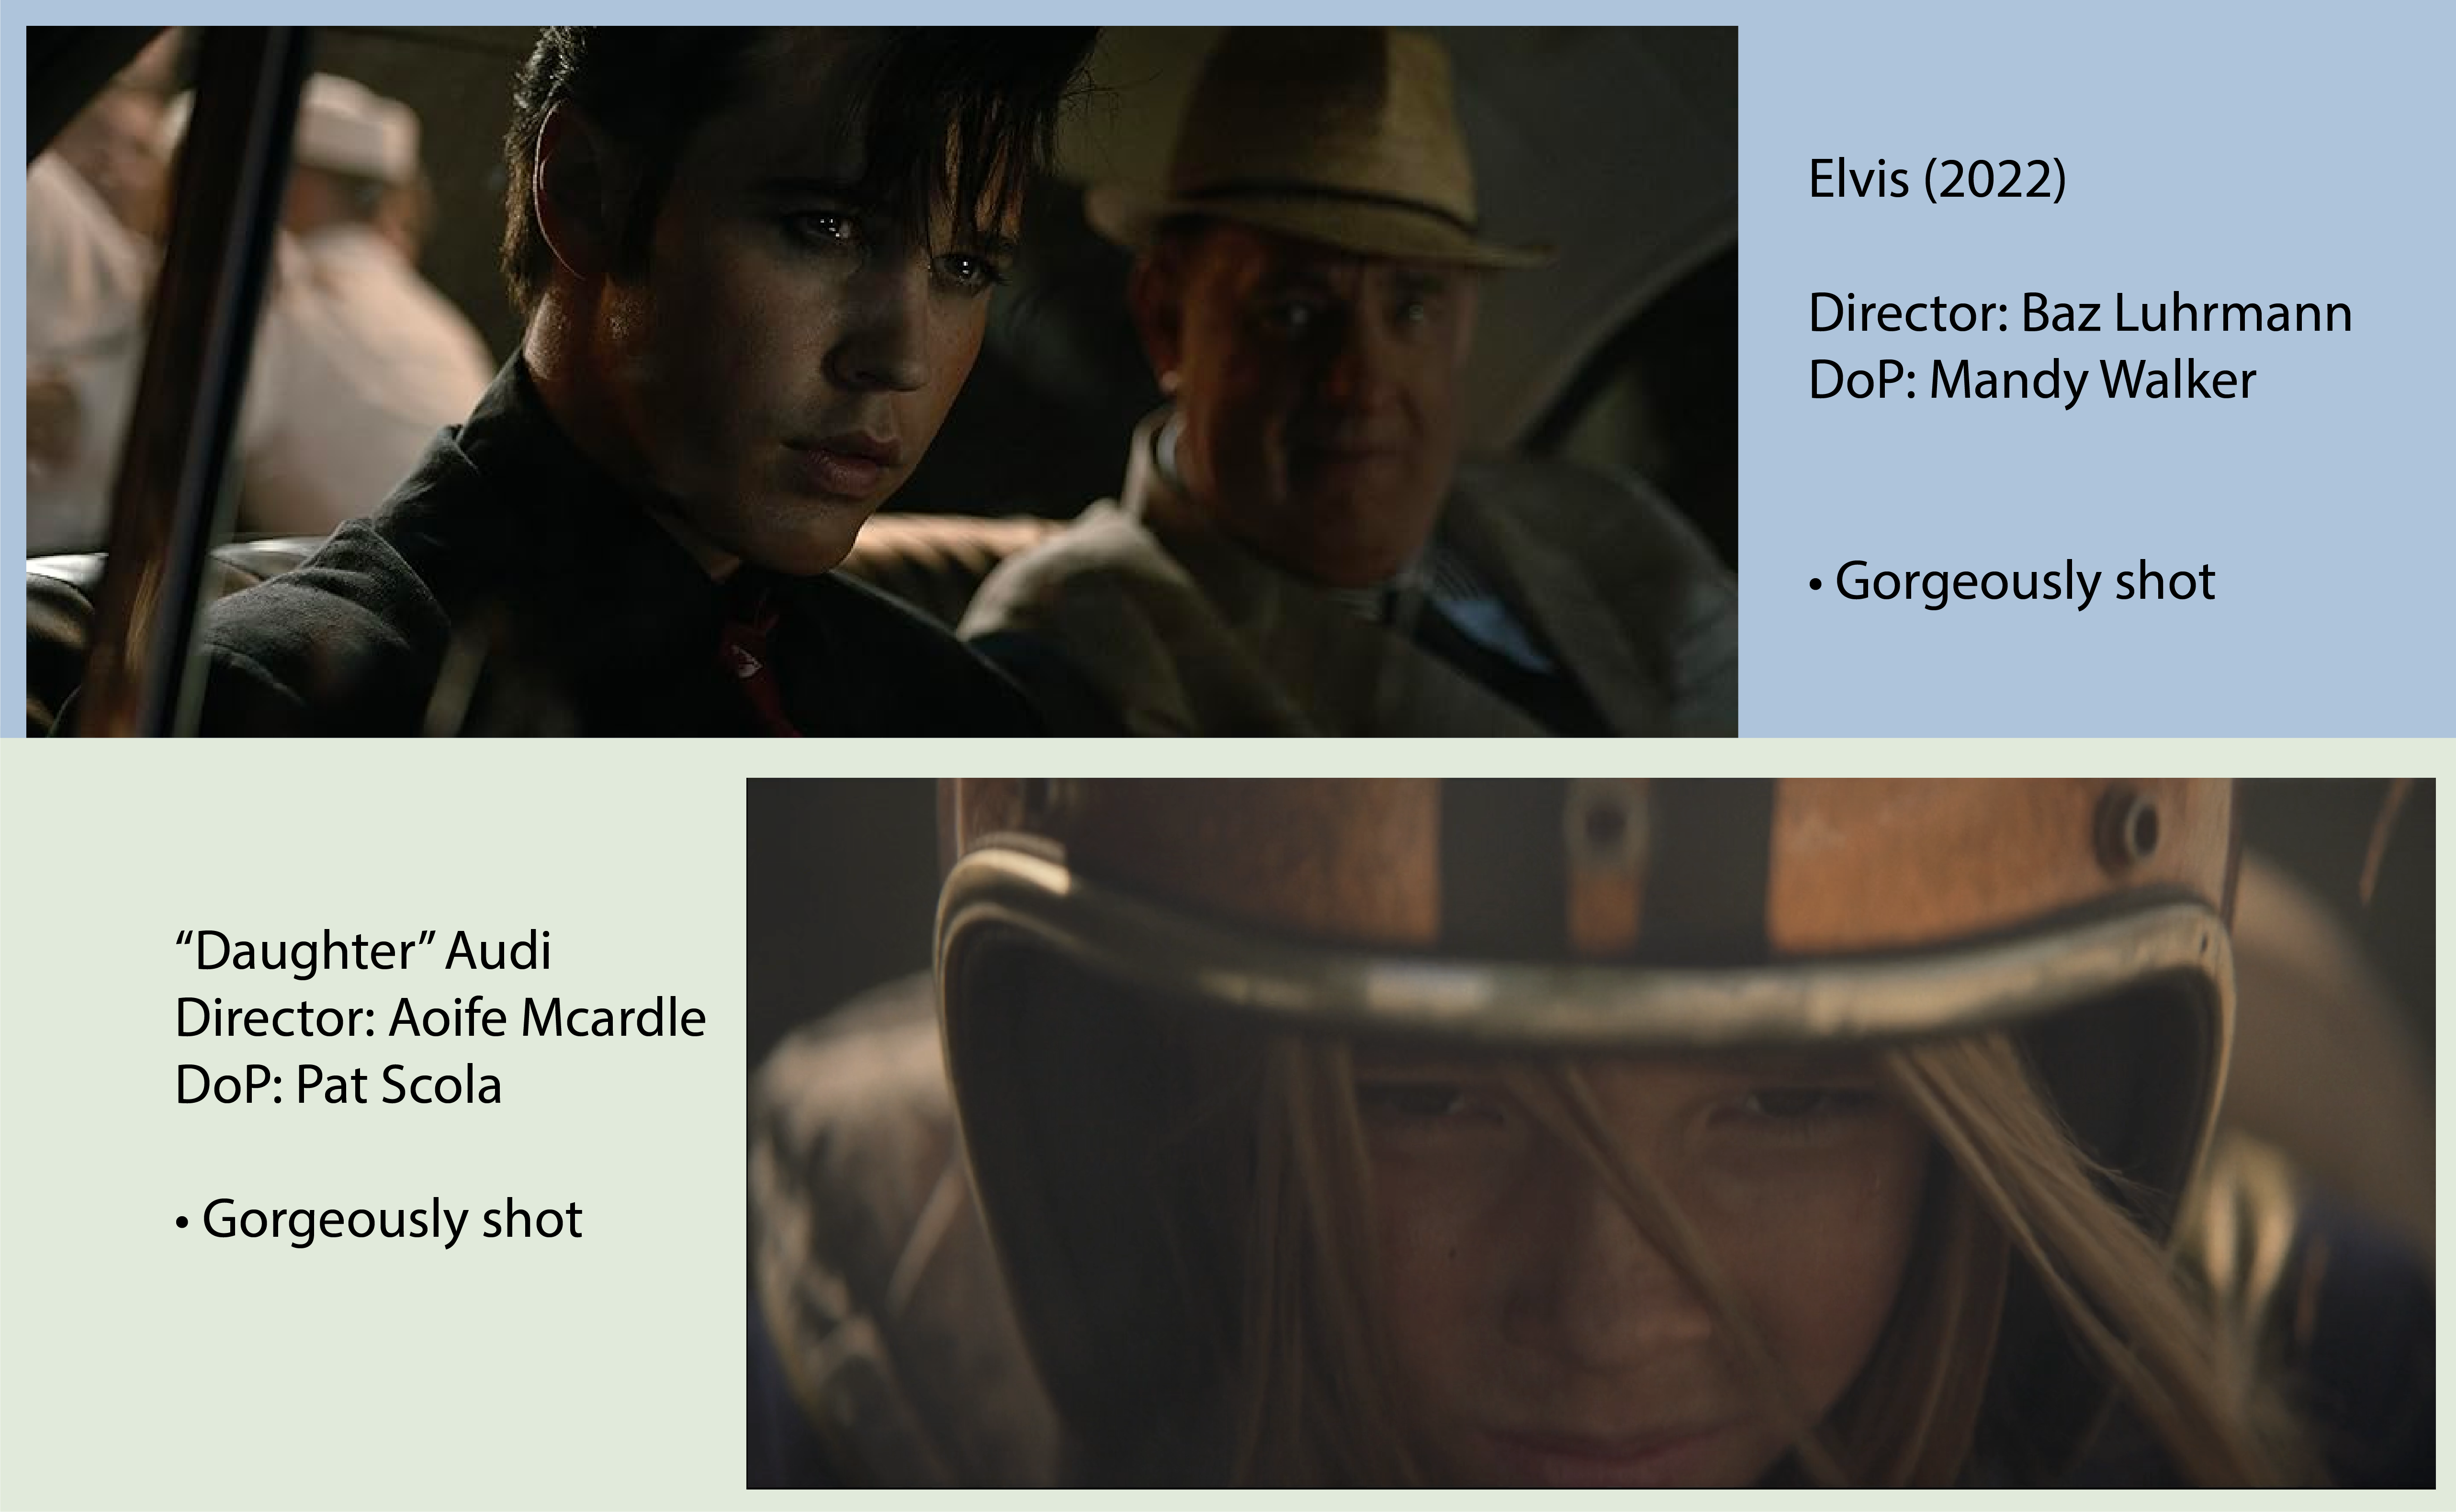 Elvis (2022)
Director: Baz Luhrmann
DoP: Mandy Walker
• Gorgeously shot
“Daughter” Audi
Director: Aoife Mcardle
DoP: Pat Scola
• Gorgeously shot